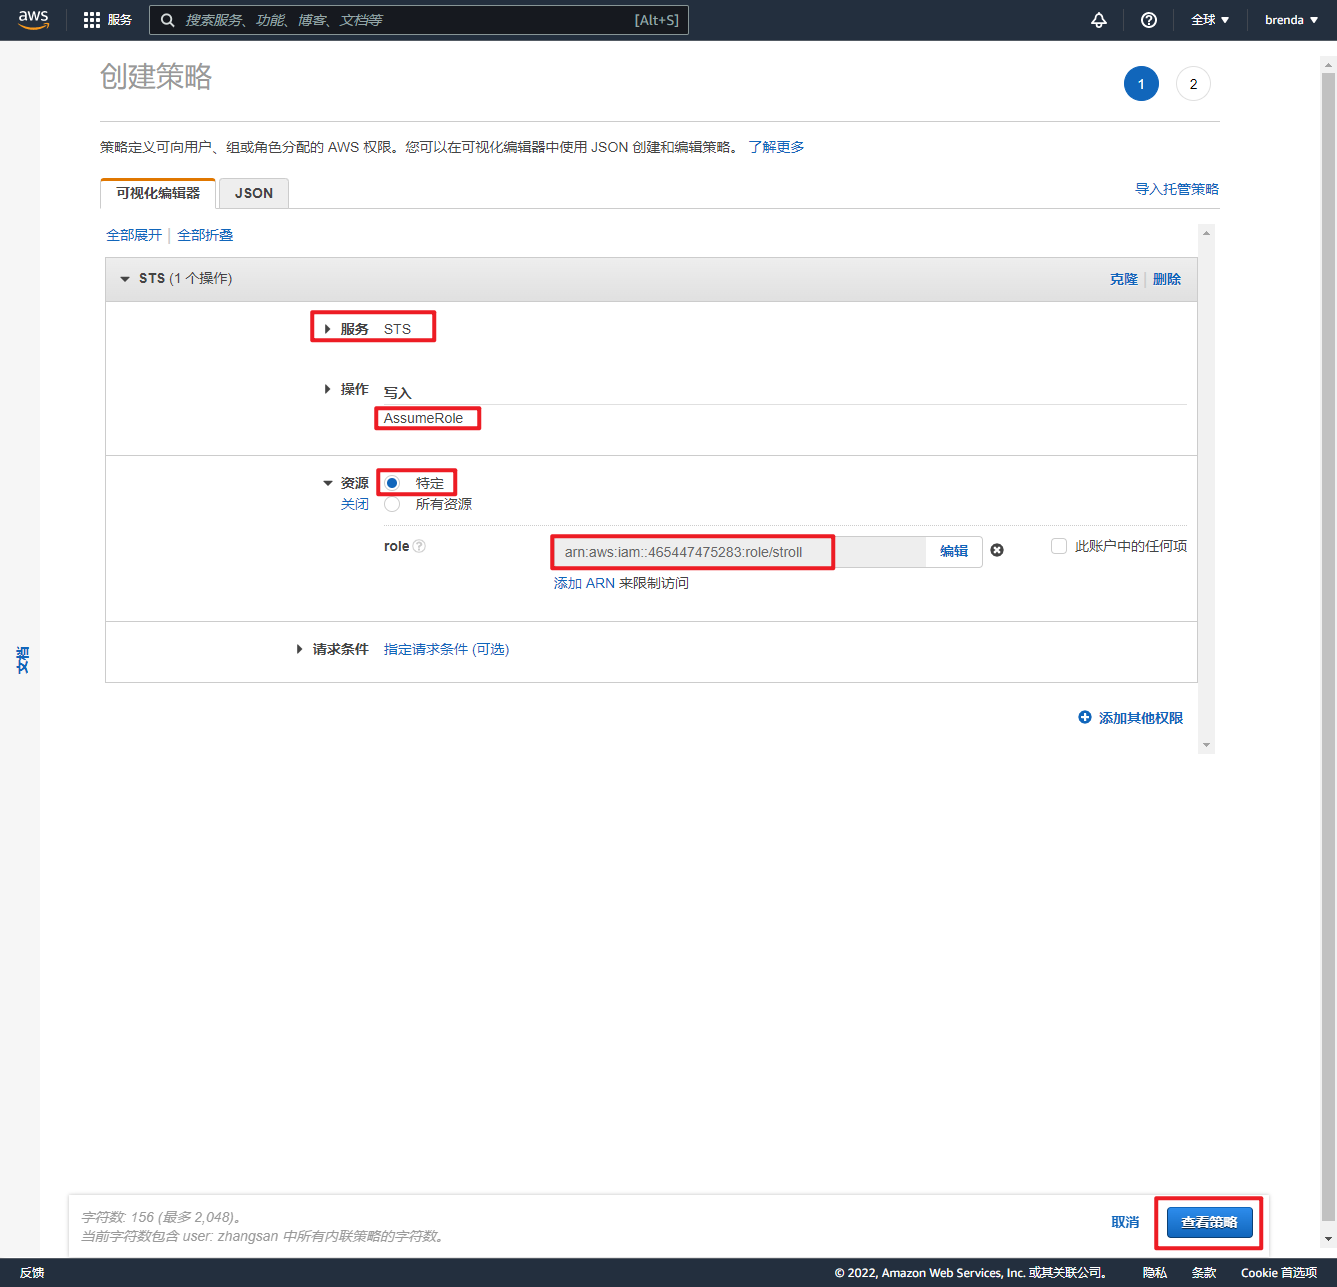 aws 服务 搜索服务、功能、博客、文档等 [Alt+S] 全球 brenda
创建策略
1 2
策略定义可向用户、组或角色分配的 AWS 权限。您可以在可视化编辑器中使用 JSON 创建和编辑策略。 了解更多
可视化编辑器 JSON 导入托管策略
全部展开 | 全部折叠
STS (1 个操作) 克隆 | 删除
服务 STS
操作 写入
AssumeRole
资源 特定
关闭 所有资源
role ? arn:aws:iam::465447475283:role/stroll 编辑 此账户中的任何项
添加 ARN 来限制访问
请求条件 指定请求条件 (可选)
文档
添加其他权限
字符数: 156 (最多 2,048)。
当前字符数包含 user: zhangsan 中所有内联策略的字符数。
取消 查看策略
反馈 © 2022, Amazon Web Services, Inc. 或其关联公司。 隐私 条款 Cookie 首选项